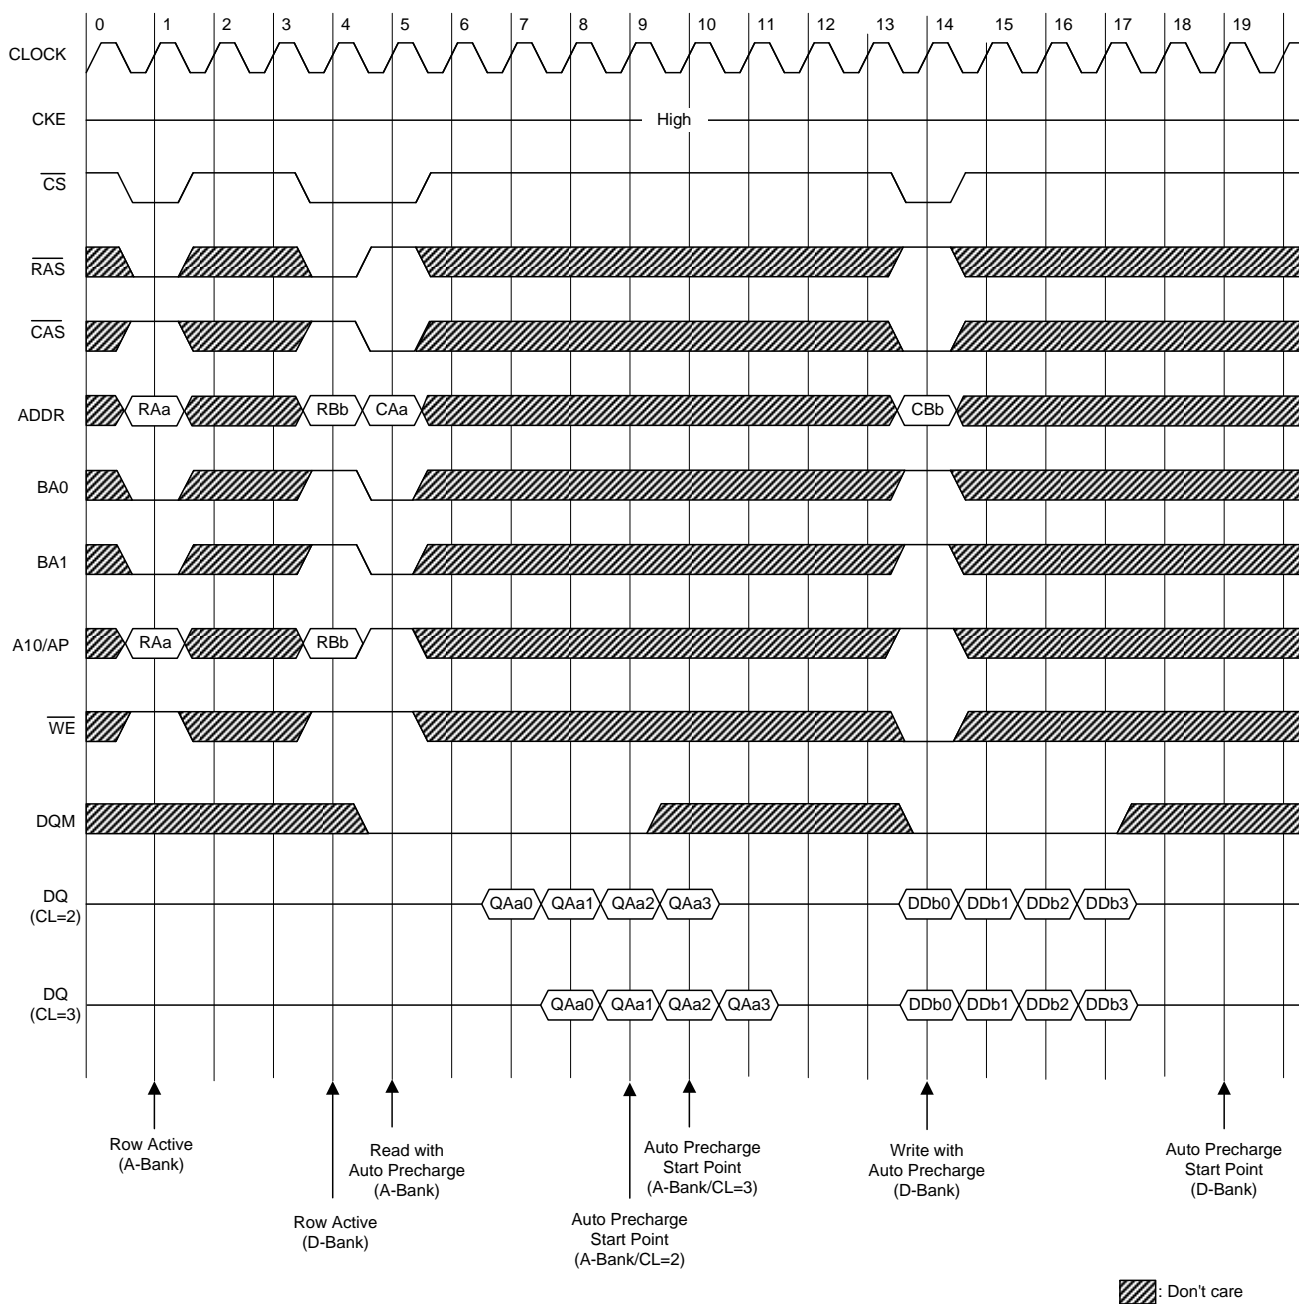 0 1 2 3 4 5 6 7 8 9 10 11 12 13 14 15 16 17 18 19
CLOCK
CKE High
CS
RAS
CAS
ADDR RAa RBb CAa CBb
BA0
BA1
A10/AP RAa RBb
WE
DQM
DQ
(CL=2)
QAa0 QAa1 QAa2 QAa3 DDb0 DDb1 DDb2 DDb3
DQ
(CL=3)
QAa0 QAa1 QAa2 QAa3 DDb0 DDb1 DDb2 DDb3
Row Active
(A-Bank)
Row Active
(D-Bank)
Read with
Auto Precharge
(A-Bank)
Auto Precharge
Start Point
(A-Bank/CL=2)
Auto Precharge
Start Point
(A-Bank/CL=3)
Write with
Auto Precharge
(D-Bank)
Auto Precharge
Start Point
(D-Bank)
: Don't care